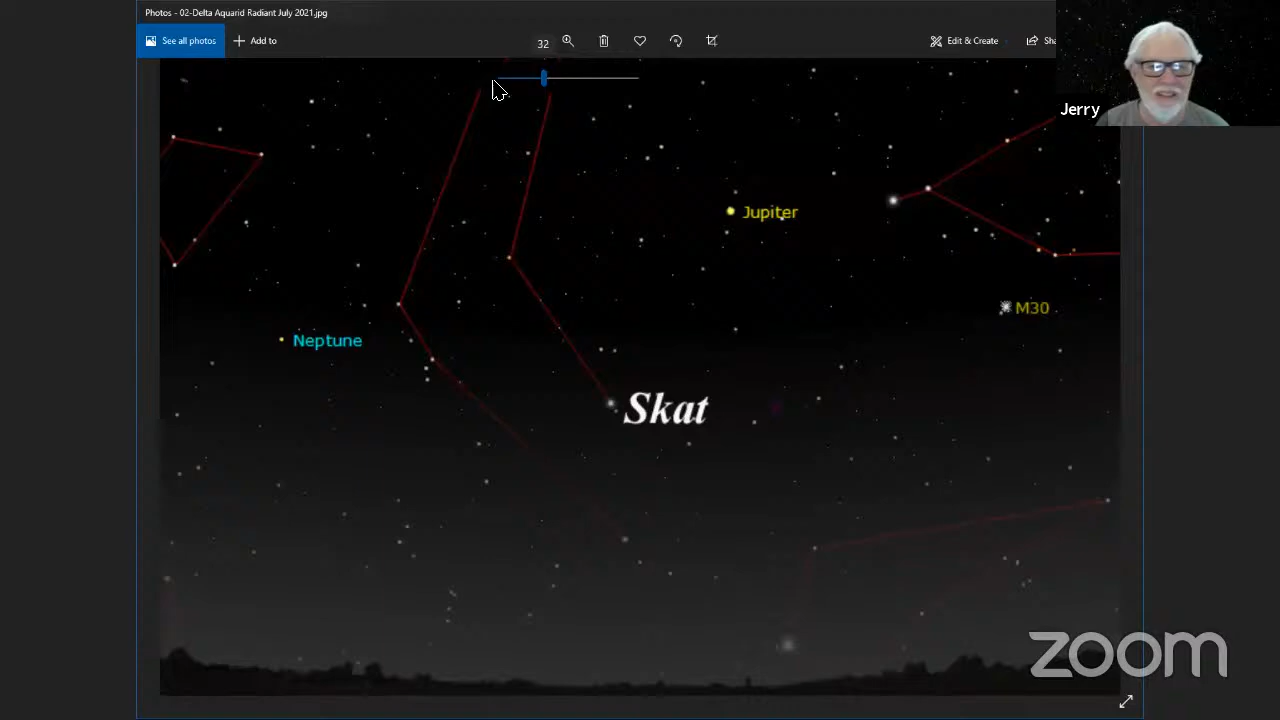 Photos - 02-Delta Aquarid Radiant July 2021.jpg
See all photos
Add to
32
Edit & Create
Sha
Jerry
Jupiter
M30
Neptune
Skat
zoom